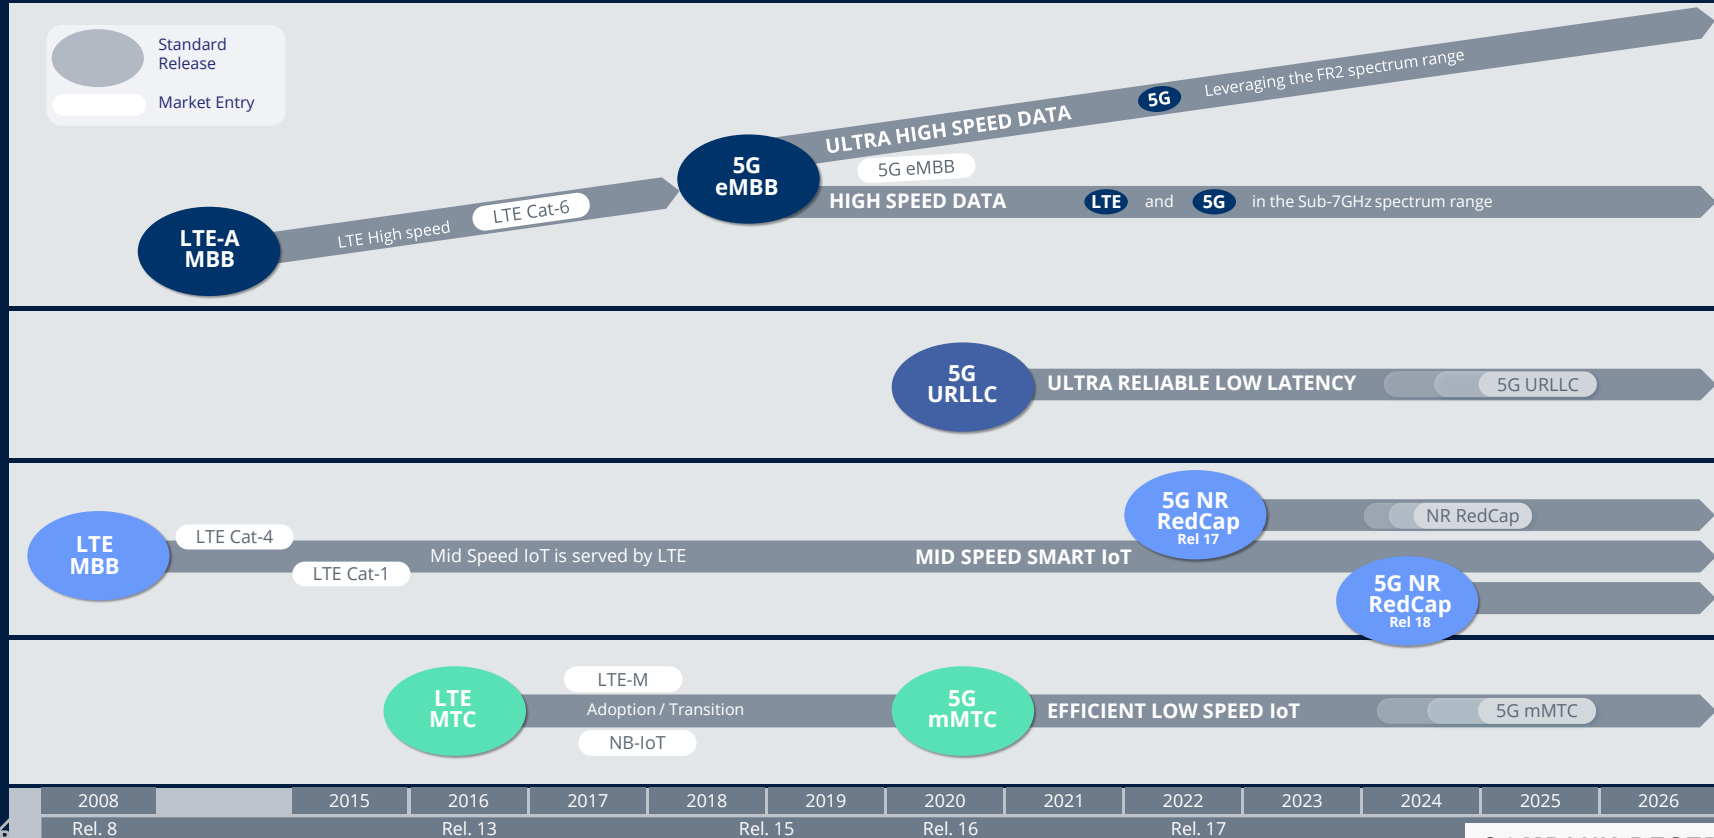 Standard
Release
Market Entry
ULTRA HIGH SPEED DATA 5G Leveraging the FR2 spectrum range
5G
eMBB
5G eMBB
HIGH SPEED DATA LTE and 5G in the Sub-7GHz spectrum range
LTE-A
MBB
LTE High speed LTE Cat-6
5G
URLLC
ULTRA RELIABLE LOW LATENCY 5G URLLC
5G NR
RedCap
Rel 17
NR RedCap
LTE
MBB
LTE Cat-4
LTE Cat-1
Mid Speed IoT is served by LTE MID SPEED SMART IoT
5G NR
RedCap
Rel 18
LTE
MTC
LTE-M
Adoption / Transition
NB-IoT
5G
mMTC
EFFICIENT LOW SPEED IoT 5G mMTC
2008 2015 2016 2017 2018 2019 2020 2021 2022 2023 2024 2025 2026
Rel. 8 Rel. 13 Rel. 15 Rel. 16 Rel. 17